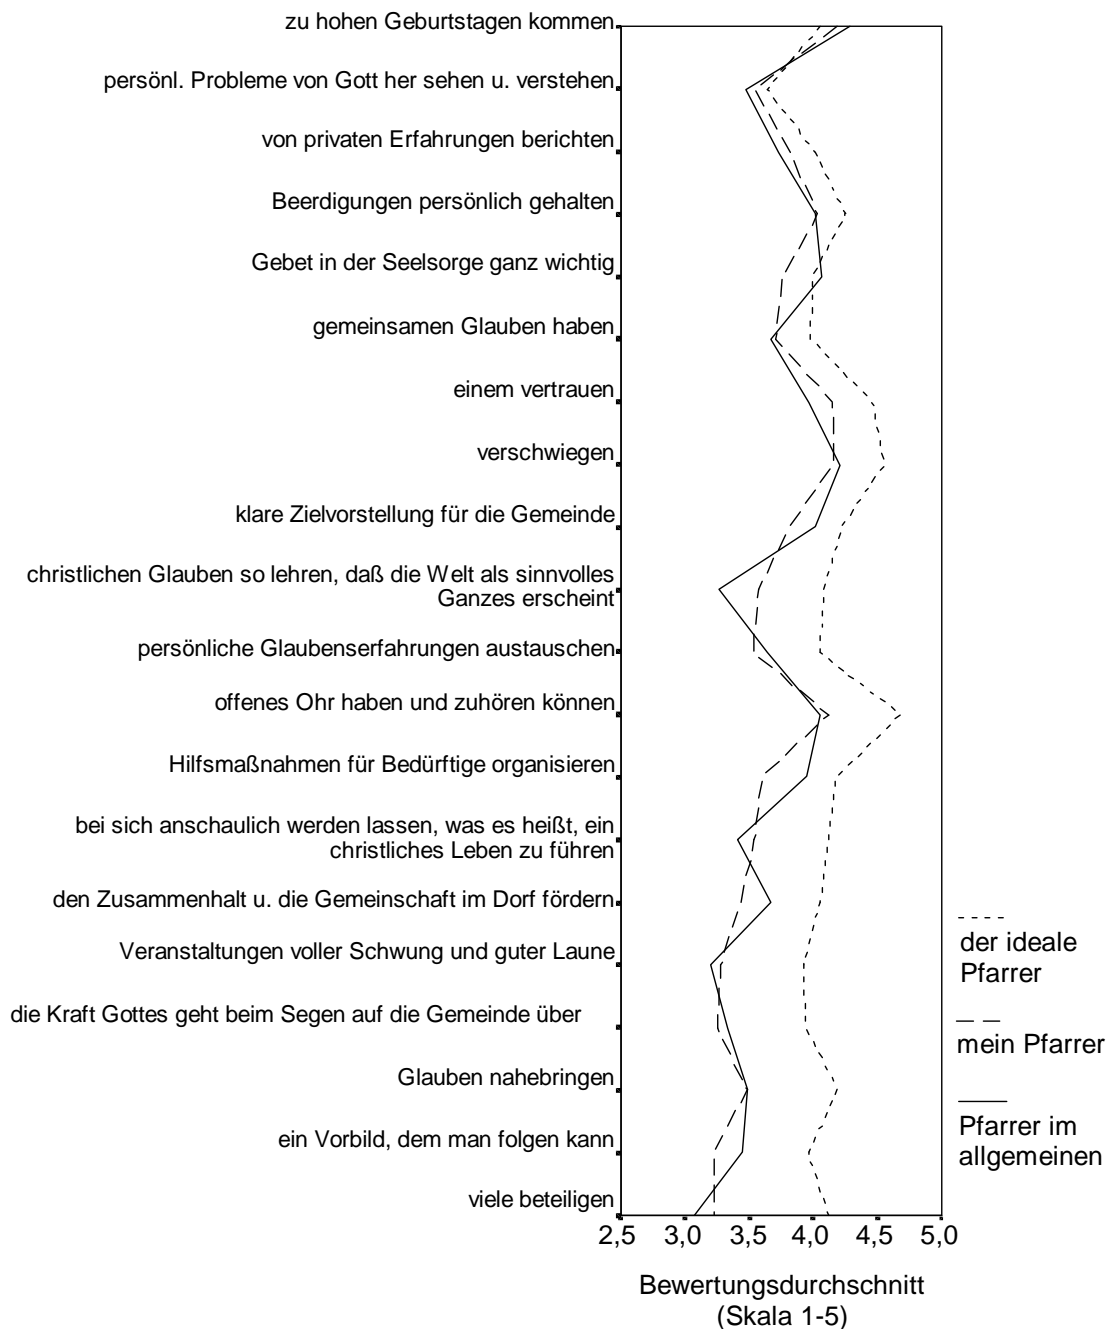 zu hohen Geburtstagen kommen
persönl. Probleme von Gott her sehen u. verstehen
von privaten Erfahrungen berichten
Beerdigungen persönlich gehalten
Gebet in der Seelsorge ganz wichtig
gemeinsamen Glauben haben
einem vertrauen
verschwiegen
klare Zielvorstellung für die Gemeinde
christlichen Glauben so lehren, daß die Welt als sinnvolles
Ganzes erscheint
persönliche Glaubenserfahrungen austauschen
offenes Ohr haben und zuhören können
Hilfsmaßnahmen für Bedürftige organisieren
bei sich anschaulich werden lassen, was es heißt, ein
christliches Leben zu führen
den Zusammenhalt u. die Gemeinschaft im Dorf fördern
Veranstaltungen voller Schwung und guter Laune
die Kraft Gottes geht beim Segen auf die Gemeinde über
Glauben nahebringen
ein Vorbild, dem man folgen kann
viele beteiligen
2,5 3,0 3,5 4,0 4,5 5,0
Bewertungsdurchschnitt
(Skala 1-5)
der ideale
Pfarrer
mein Pfarrer
Pfarrer im
allgemeinen